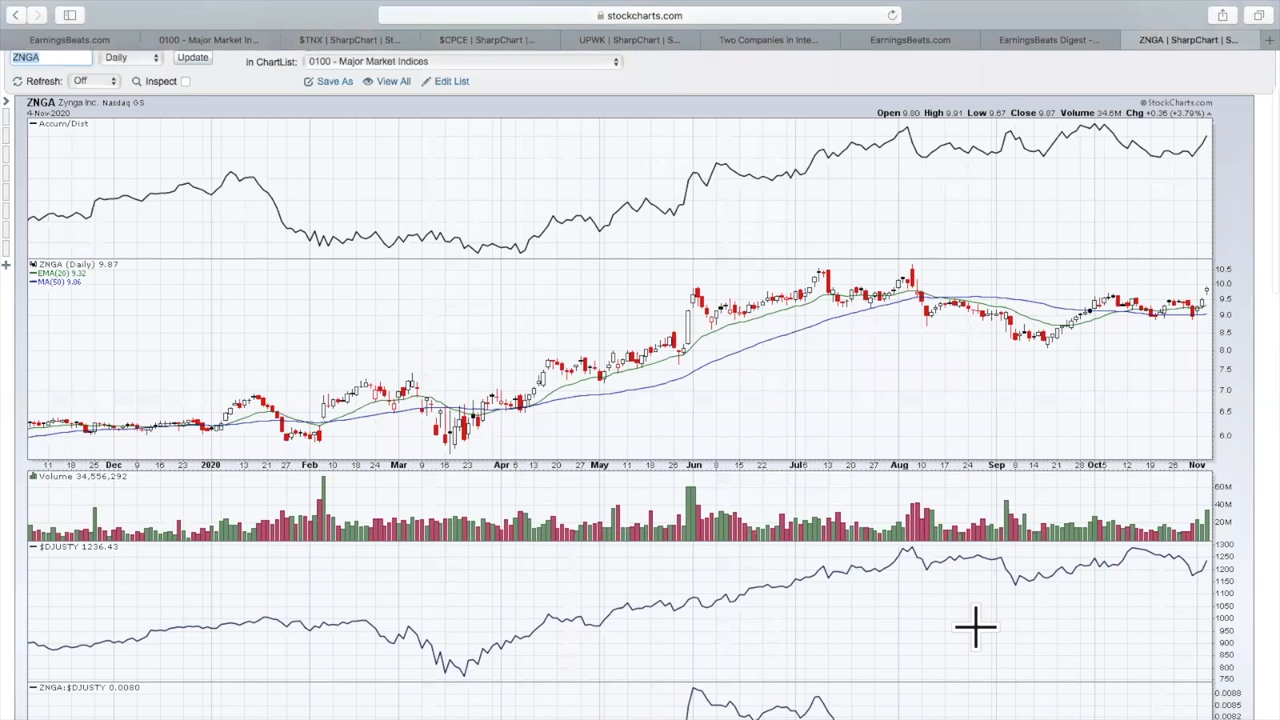 stockcharts.com
EarningsBeats.com
0100 - Major Market In...
$TNX | SharpChart | St...
$CPCE | SharpChart |...
UPWK | SharpChart | S...
Two Companies in Inte...
EarningsBeats.com
EarningsBeats Digest -...
ZNGA | SharpChart | S...
ZNGA Daily Update in ChartList: 0100 - Major Market Indices
Refresh: Off Inspect Save As View All Edit List
ZNGA Zynga Inc. Nasdaq GS © StockCharts.com
4-Nov-2020 Open 9.80 High 9.91 Low 9.67 Close 9.87 Volume 34.6M Chg +0.36 (+3.79%)
Accum/Dist
ZNGA (Daily) 9.87
EMA(20) 9.32
MA(50) 9.06
10.5
10.0
9.5
9.0
8.5
8.0
7.5
7.0
6.5
6.0
11 18 25 Dec 9 16 23 2020 13 21 27 Feb 10 18 24 Mar 9 16 23 Apr 6 13 20 27 May 11 18 26 Jun 8 15 22 Jul 6 13 20 27 Aug 10 17 24 Sep 8 14 21 28 Oct 5 12 19 26 Nov
Volume 34,556,292
60M
40M
20M
$DJUSTY 1236.43
1300
1250
1200
1150
1100
1050
1000
950
900
850
800
750
ZNGA:$DJUSTY 0.0080
0.0088
0.0085
0.0082